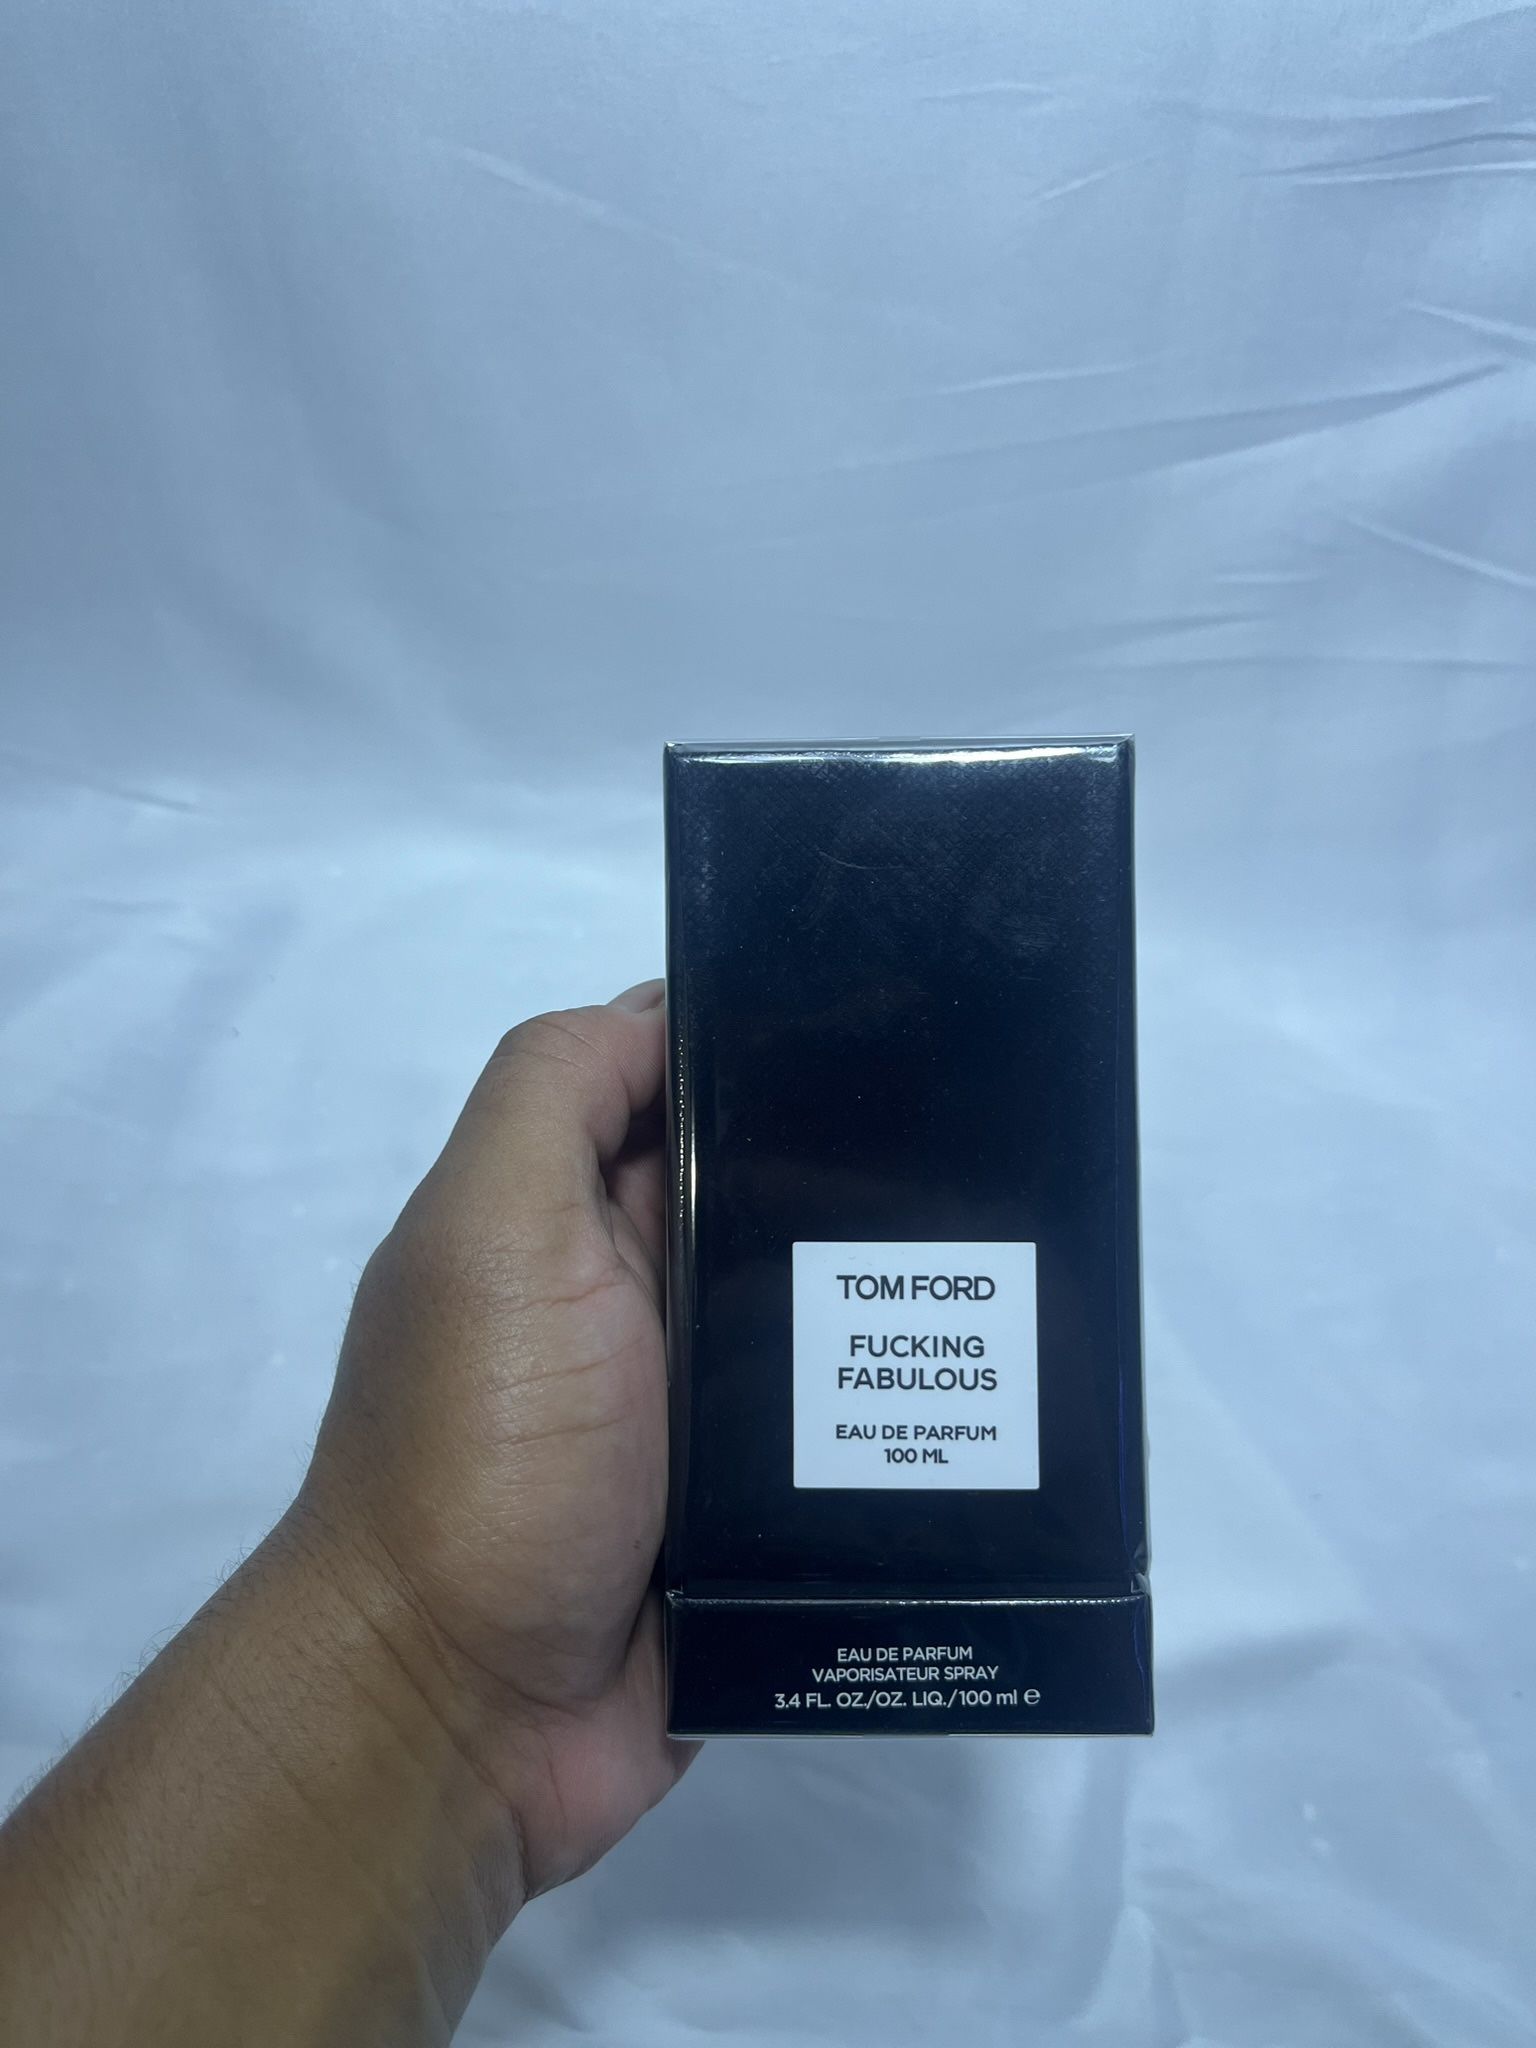 TOM FORD
FUCKING
FABULOUS
EAU DE PARFUM
100 ML
EAU DE PARFUM
VAPORISATEUR SPRAY
3.4 FL. OZ./OZ. LIQ./100 ml ℮